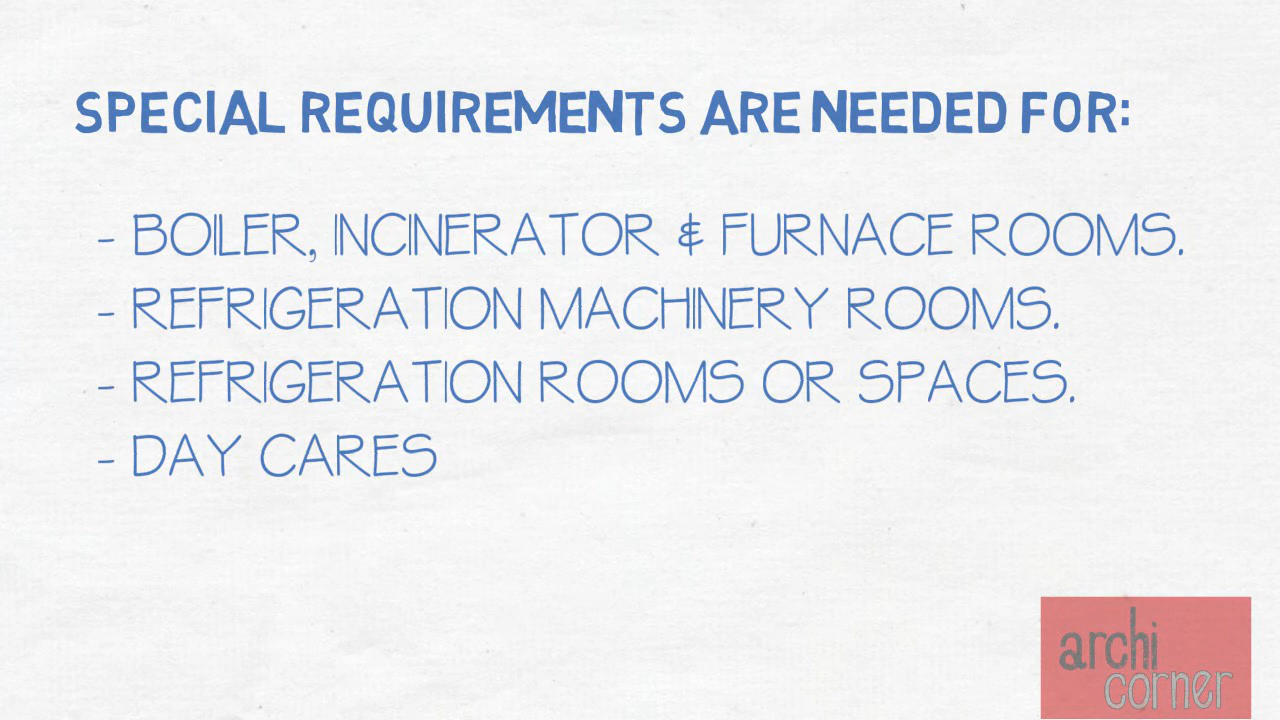 SPECIAL REQUIREMENTS ARE NEEDED FOR:
- BOILER, INCINERATOR & FURNACE ROOMS.
- REFRIGERATION MACHINERY ROOMS.
- REFRIGERATION ROOMS OR SPACES.
- DAY CARES
archi
corner